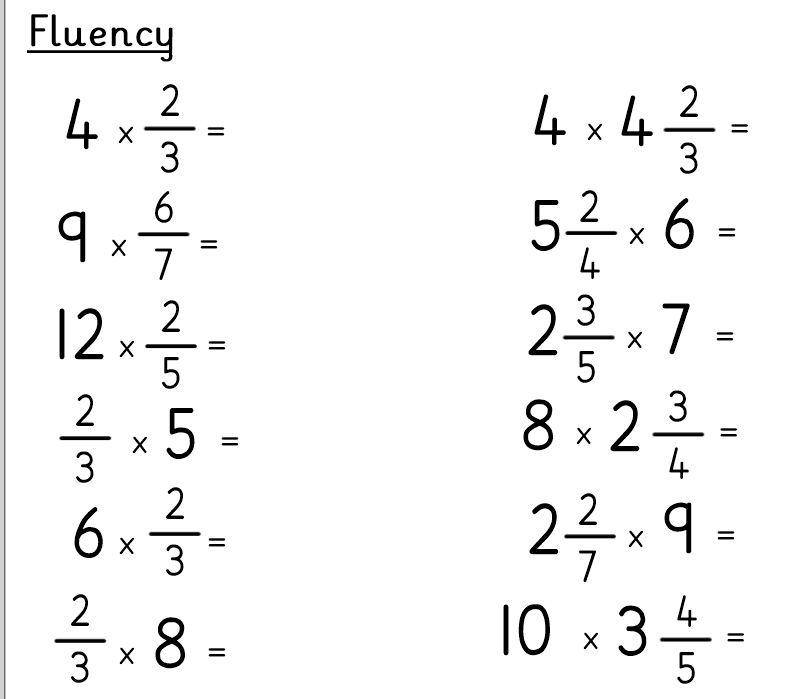 Fluency
4 × 2/3 =
4 × 4 2/3 =
9 × 6/7 =
5 2/4 × 6 =
12 × 2/5 =
2 3/5 × 7 =
2/3 × 5 =
8 × 2 3/4 =
6 × 2/3 =
2 2/7 × 9 =
2/3 × 8 =
10 × 3 4/5 =